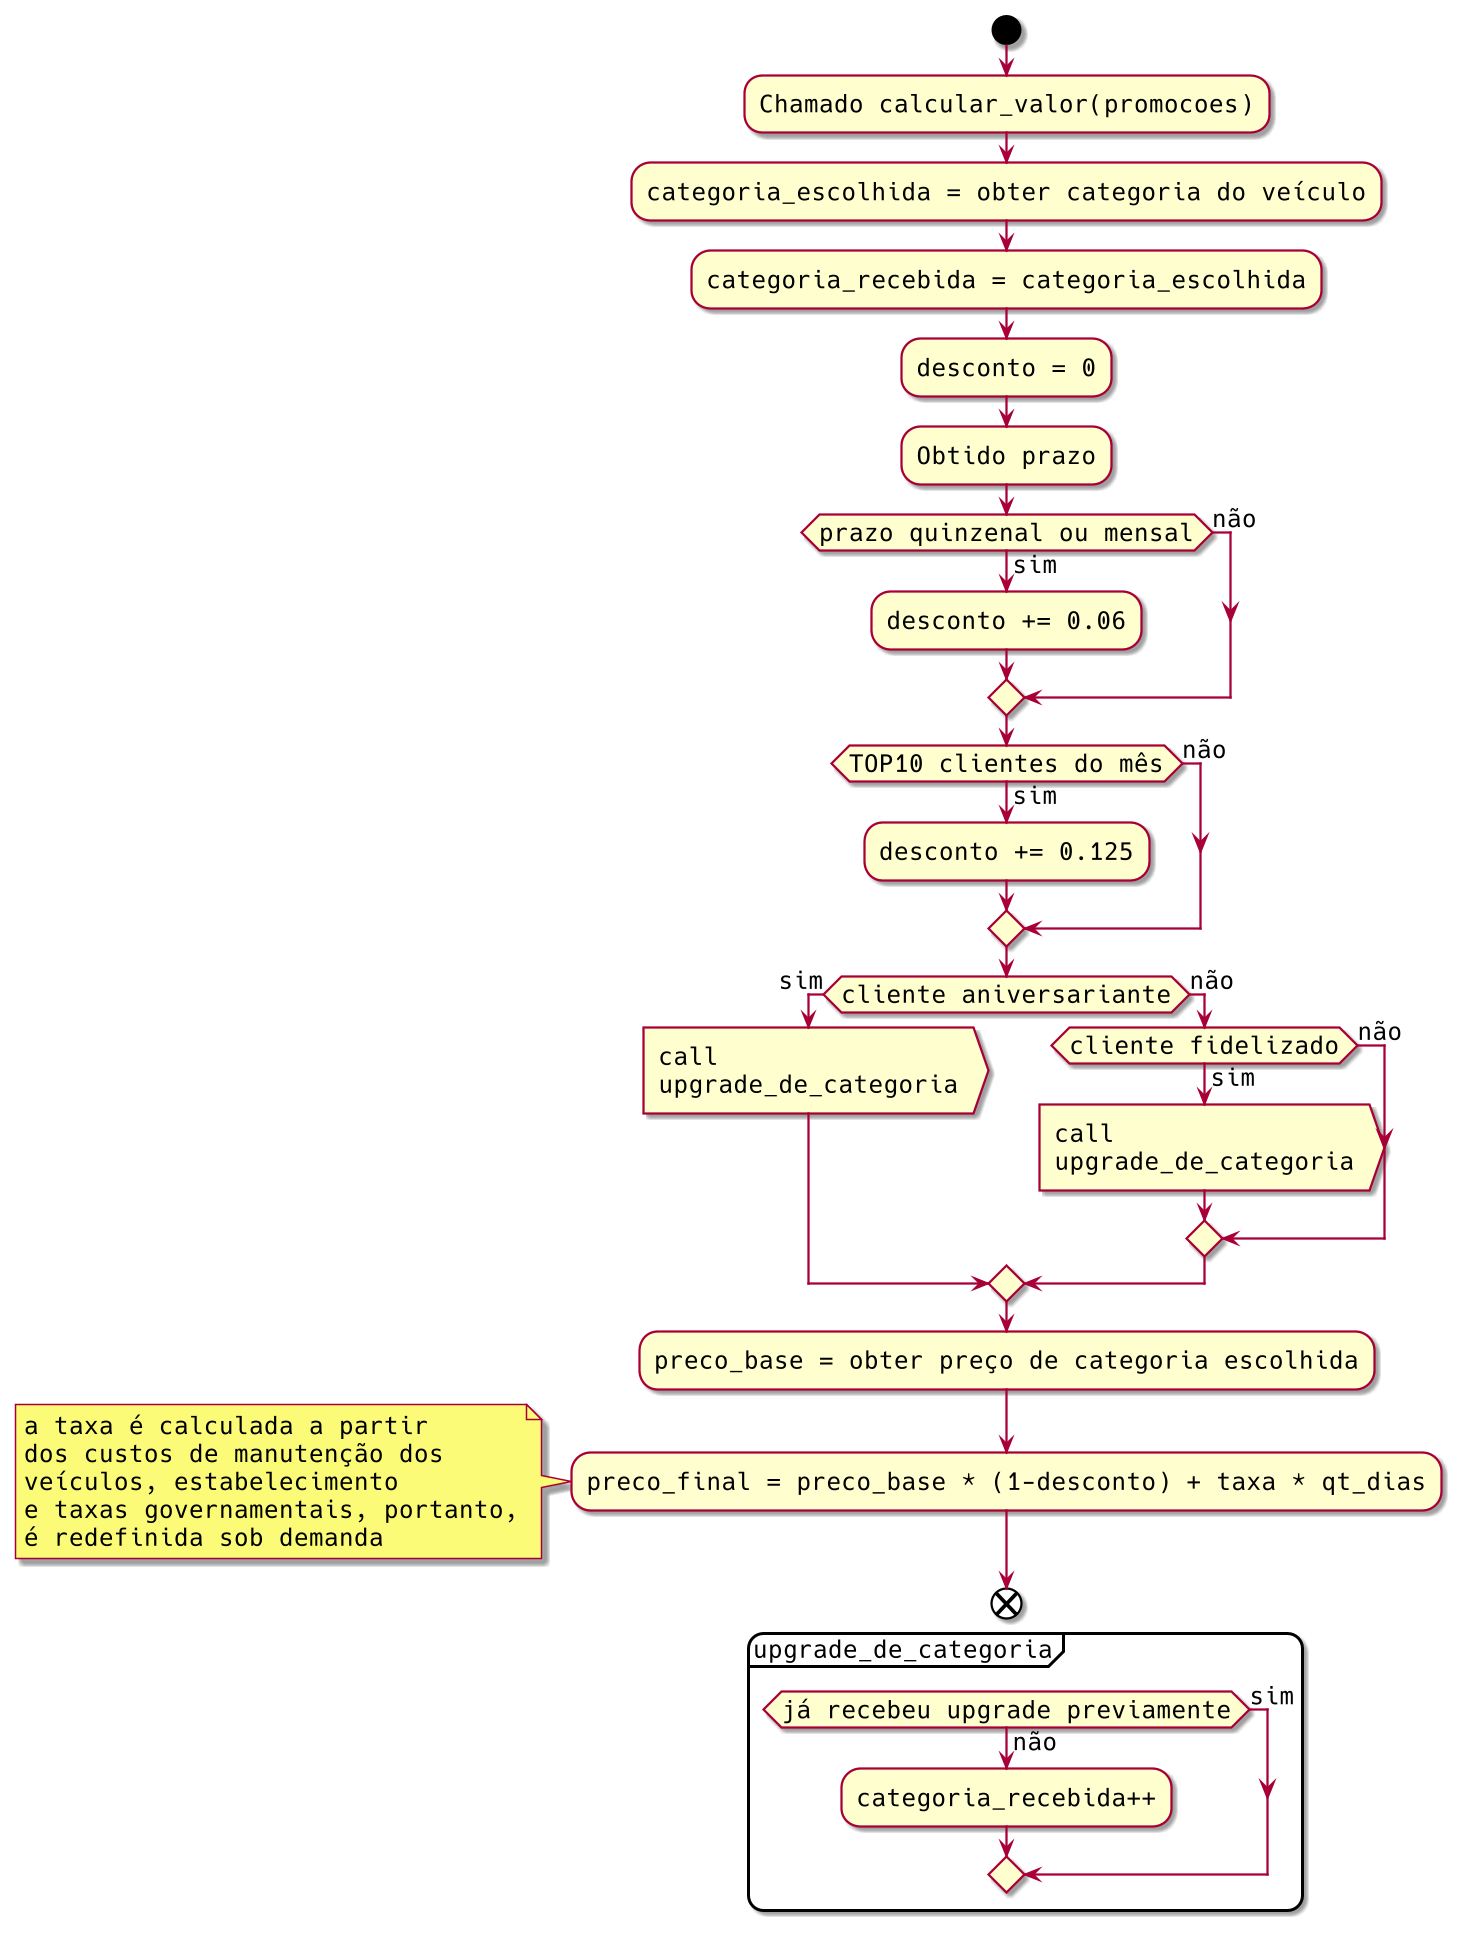 Chamado calcular_valor(promocoes)
categoria_escolhida = obter categoria do veículo
categoria_recebida = categoria_escolhida
desconto = 0
Obtido prazo
prazo quinzenal ou mensal
não
sim
desconto += 0.06
TOP10 clientes do mês
não
sim
desconto += 0.125
sim
cliente aniversariante
não
call
upgrade_de_categoria
cliente fidelizado
não
sim
call
upgrade_de_categoria
preco_base = obter preço de categoria escolhida
a taxa é calculada a partir
dos custos de manutenção dos
veículos, estabelecimento
e taxas governamentais, portanto,
é redefinida sob demanda
preco_final = preco_base * (1-desconto) + taxa * qt_dias
upgrade_de_categoria
já recebeu upgrade previamente
sim
não
categoria_recebida++